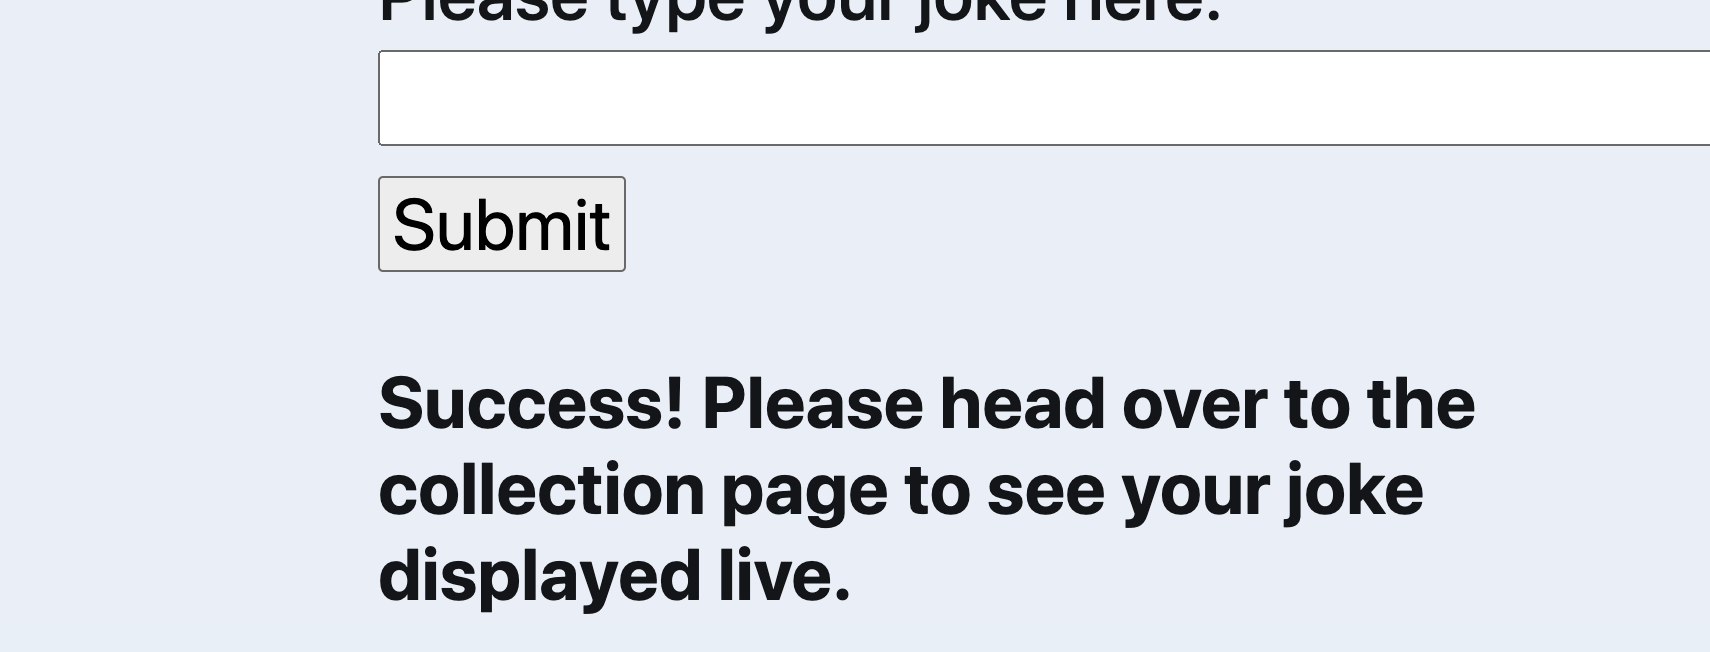 Please type your joke here.
Submit
Success! Please head over to the
collection page to see your joke
displayed live.